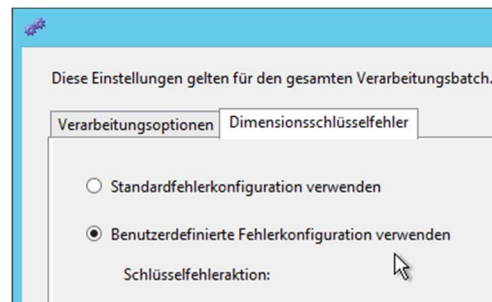 Diese Einstellungen gelten für den gesamten Verarbeitungsbatch.
Verarbeitungsoptionen Dimensionsschlüsselfehler
Standardfehlerkonfiguration verwenden
Benutzerdefinierte Fehlerkonfiguration verwenden
Schlüsselfehleraktion: